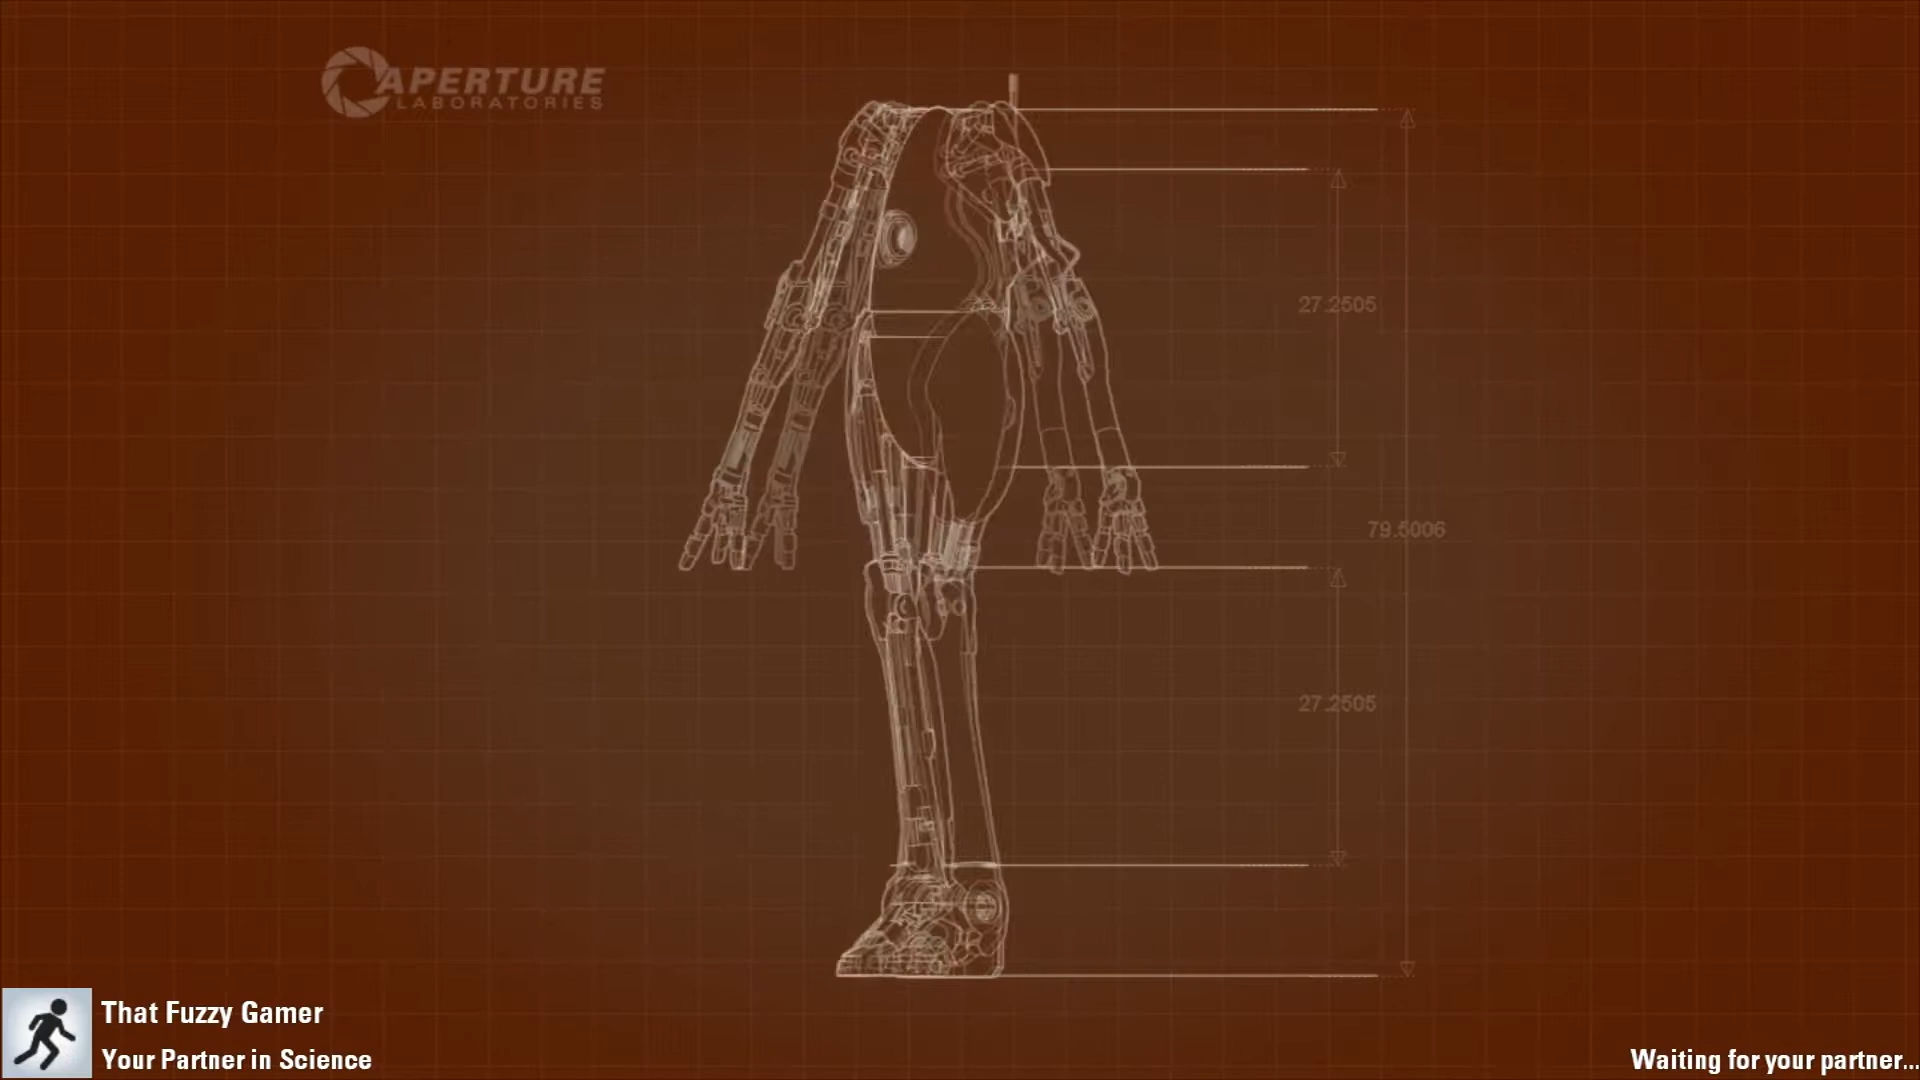 APERTURE
LABORATORIES
27.2505
79.5006
27.2505
That Fuzzy Gamer
Your Partner in Science
Waiting for your partner...